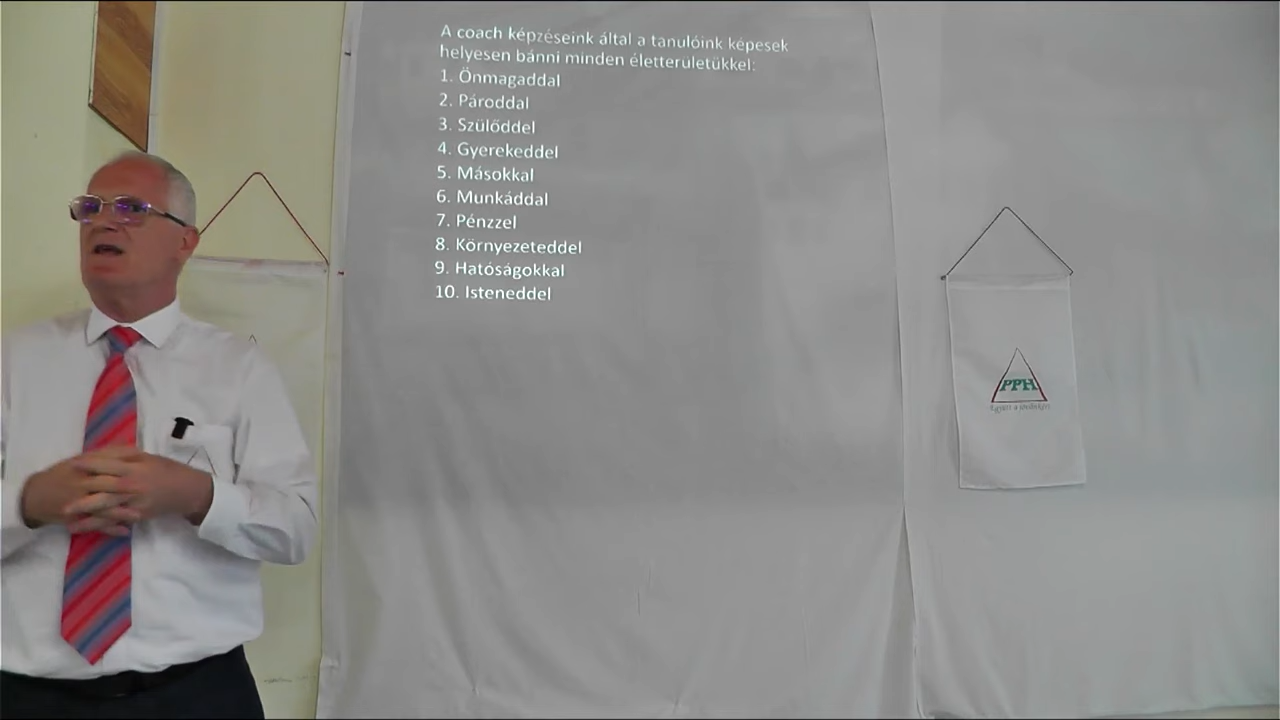 A coach képzéseink által a tanulóink képesek
helyesen bánni minden életterületükkel:
1. Önmagaddal
2. Pároddal
3. Szülőddel
4. Gyerekeddel
5. Másokkal
6. Munkáddal
7. Pénzzel
8. Környezeteddel
9. Hatóságokkal
10. Isteneddel
PPH